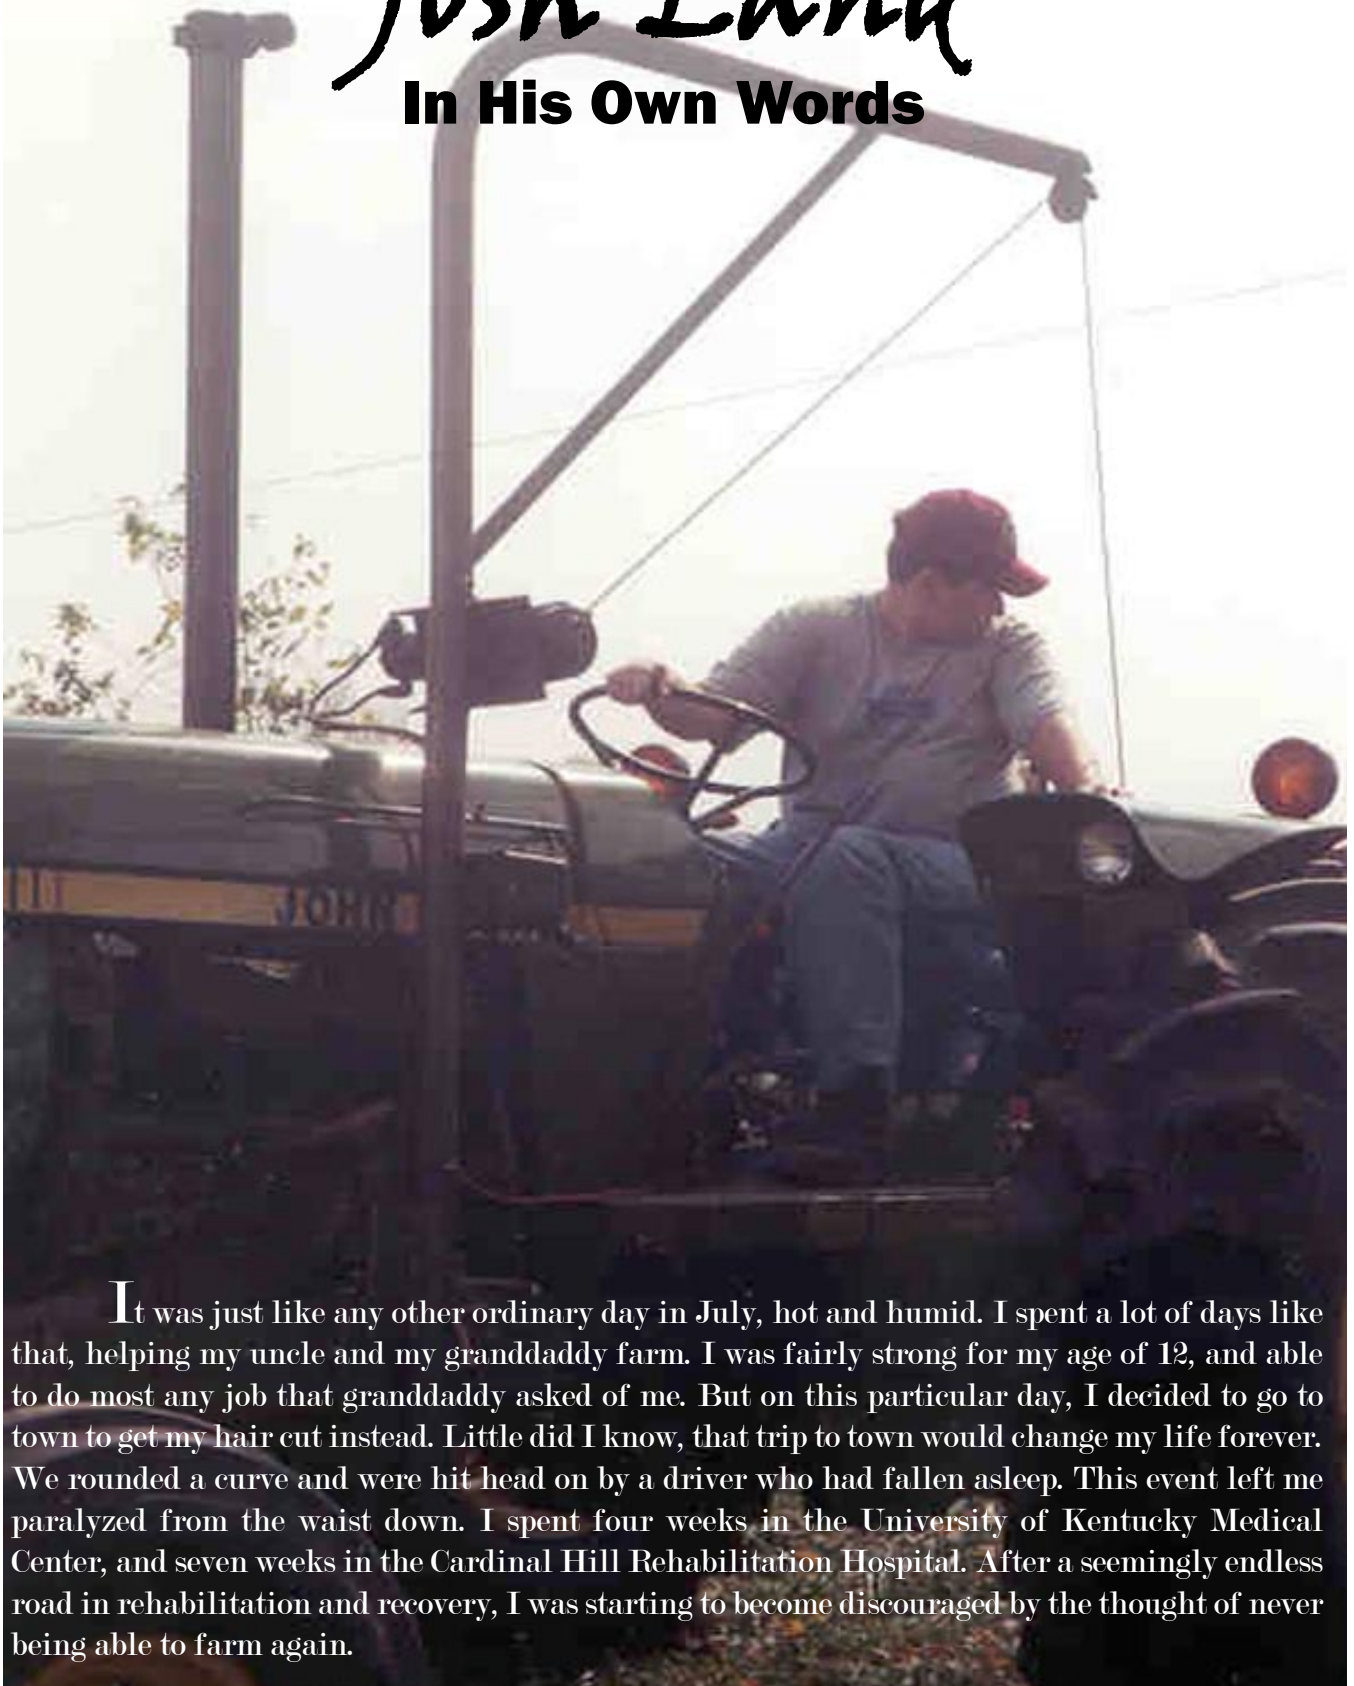 Josh
In His Own Words
JOHN
It was just like any other ordinary day in July, hot and humid. I spent a lot of days like
that, helping my uncle and my granddaddy farm. I was fairly strong for my age of 12, and able
to do most any job that granddaddy asked of me. But on this particular day, I decided to go to
town to get my hair cut instead. Little did I know, that trip to town would change my life forever.
We rounded a curve and were hit head on by a driver who had fallen asleep. This event left me
paralyzed from the waist down. I spent four weeks in the University of Kentucky Medical
Center, and seven weeks in the Cardinal Hill Rehabilitation Hospital. After a seemingly endless
road in rehabilitation and recovery, I was starting to become discouraged by the thought of never
being able to farm again.